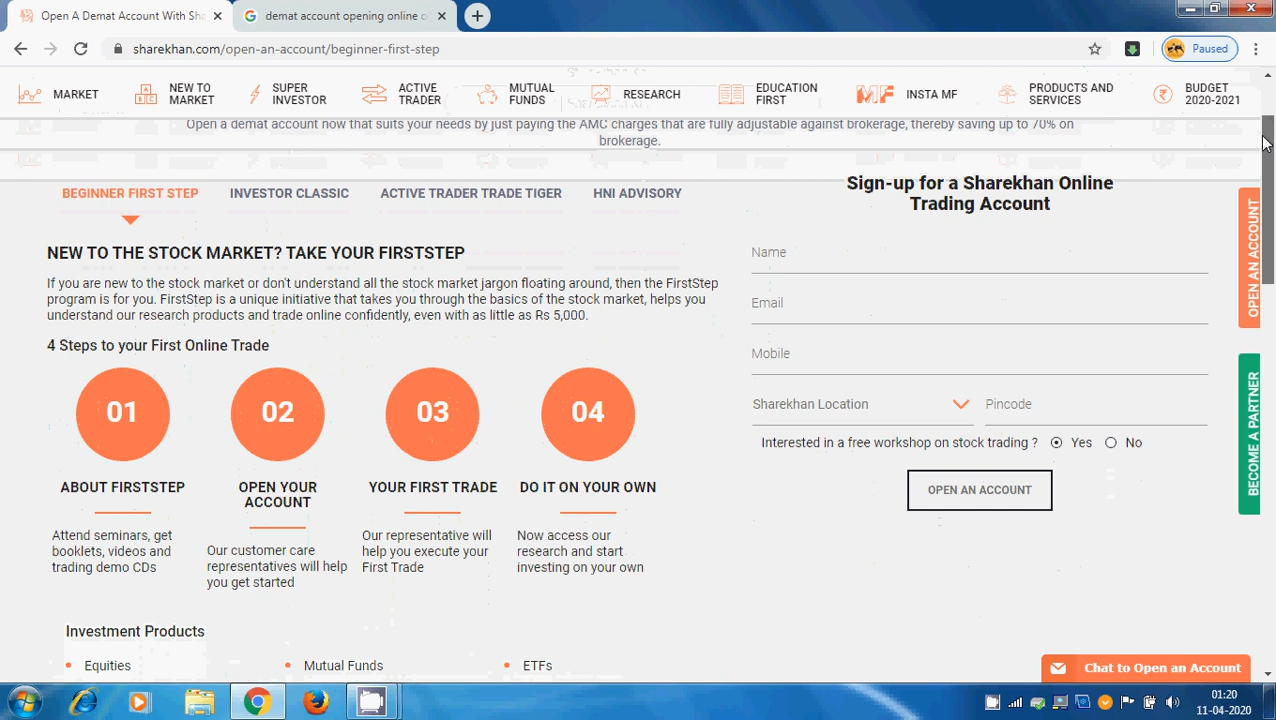 Open A Demat Account With Sha
demat account opening online c
sharekhan.com/open-an-account/beginner-first-step
Paused
MARKET
NEW TO
MARKET
SUPER
INVESTOR
ACTIVE
TRADER
MUTUAL
FUNDS
RESEARCH
EDUCATION
FIRST
INSTA MF
PRODUCTS AND
SERVICES
BUDGET
2020-2021
Open a demat account now that suits your needs by just paying the AMC charges that are fully adjustable against brokerage, thereby saving up to 70% on
brokerage.
BEGINNER FIRST STEP
INVESTOR CLASSIC
ACTIVE TRADER TRADE TIGER
HNI ADVISORY
NEW TO THE STOCK MARKET? TAKE YOUR FIRSTSTEP
If you are new to the stock market or don't understand all the stock market jargon floating around, then the FirstStep
program is for you. FirstStep is a unique initiative that takes you through the basics of the stock market, helps you
understand our research products and trade online confidently, even with as little as Rs 5,000.
4 Steps to your First Online Trade
01
ABOUT FIRSTSTEP
Attend seminars, get
booklets, videos and
trading demo CDs
02
OPEN YOUR
ACCOUNT
Our customer care
representatives will help
you get started
03
YOUR FIRST TRADE
Our representative will
help you execute your
First Trade
04
DO IT ON YOUR OWN
Now access our
research and start
investing on your own
Investment Products
Equities
Mutual Funds
ETFs
Sign-up for a Sharekhan Online
Trading Account
Name
Email
Mobile
Sharekhan Location
Pincode
Interested in a free workshop on stock trading ? Yes No
OPEN AN ACCOUNT
OPEN AN ACCOUNT
BECOME A PARTNER
Chat to Open an Account
01:20
11-04-2020